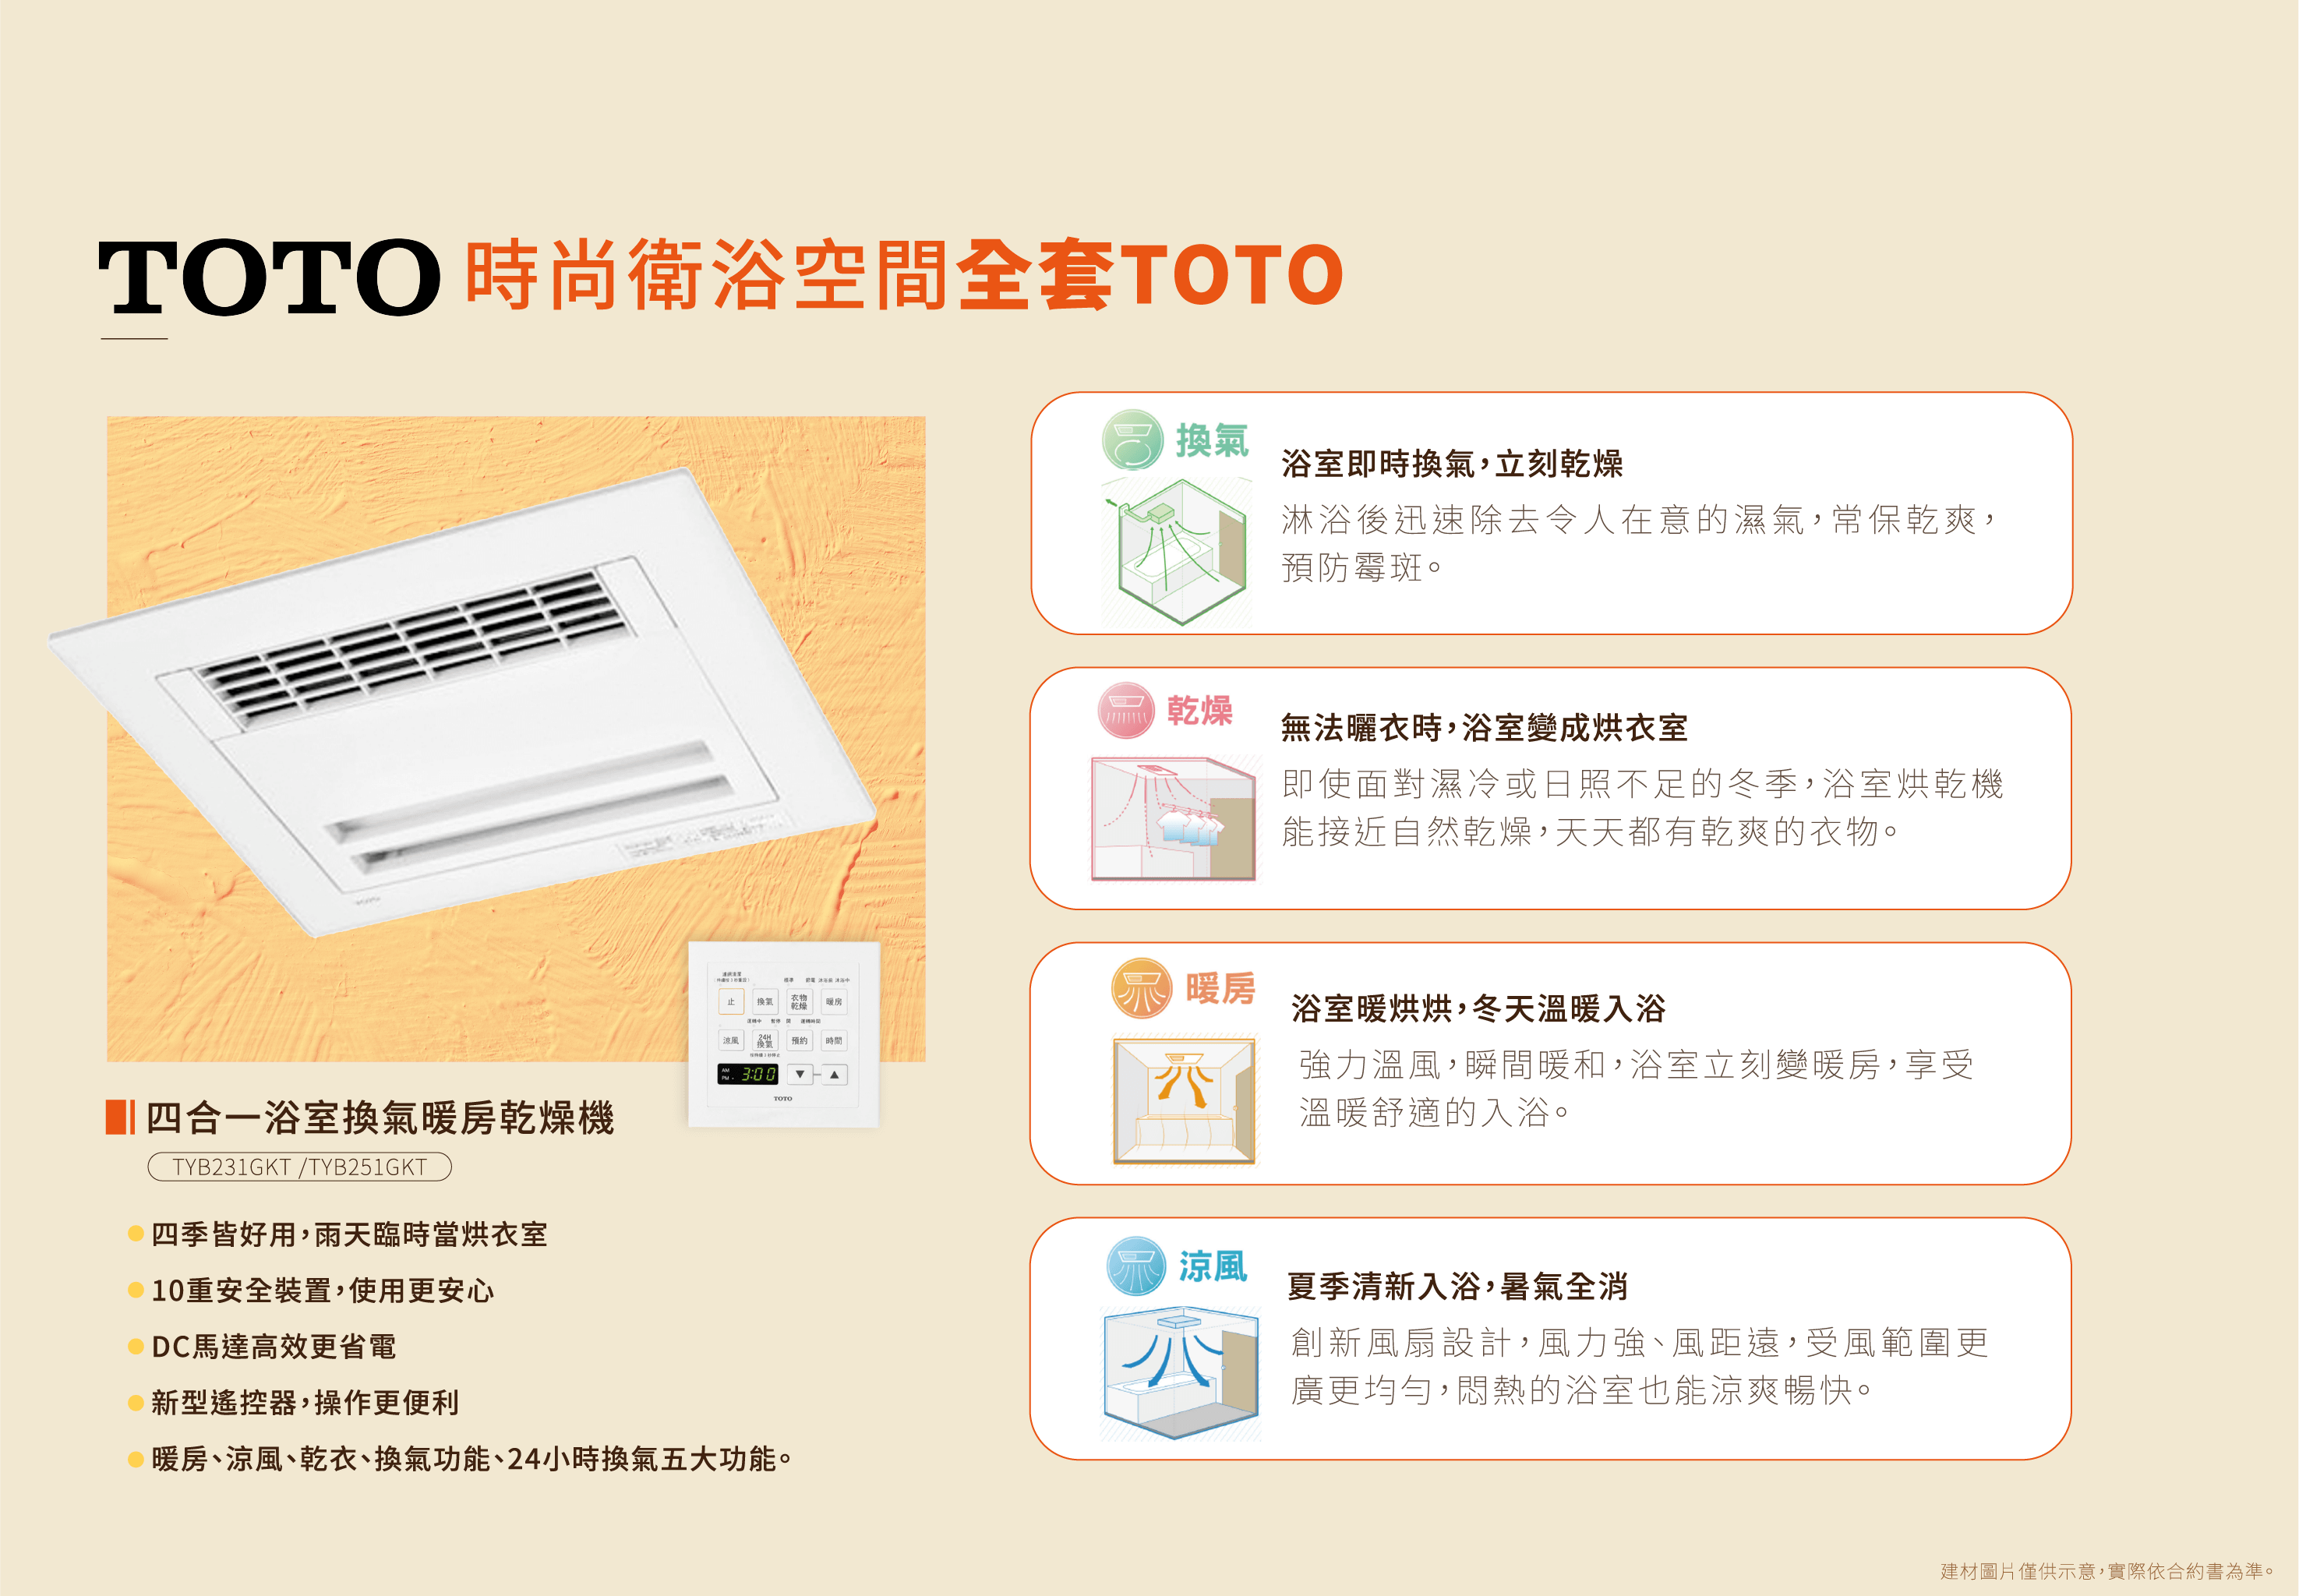 TOTO 時尚衛浴空間全套TOTO
TOTO
止
換氣
衣物
乾燥
暖房
涼風
24H
換氣
預約
時間
AM
PM
3:00
▼ ▲
TOTO
四合一浴室換氣暖房乾燥機
TYB231GKT /TYB251GKT
四季皆好用，雨天臨時當烘衣室
10重安全裝置，使用更安心
DC馬達高效更省電
新型遙控器，操作更便利
暖房、涼風、乾衣、換氣功能、24小時換氣五大功能。
換氣
浴室即時換氣，立刻乾燥
淋浴後迅速除去令人在意的濕氣，常保乾爽，
預防霉斑。
乾燥
無法曬衣時，浴室變成烘衣室
即使面對濕冷或日照不足的冬季，浴室烘乾機
能接近自然乾燥，天天都有乾爽的衣物。
暖房
浴室暖烘烘，冬天溫暖入浴
強力溫風，瞬間暖和，浴室立刻變暖房，享受
溫暖舒適的入浴。
涼風
夏季清新入浴，暑氣全消
創新風扇設計，風力強、風距遠，受風範圍更
廣更均勻，悶熱的浴室也能涼爽暢快。
建材圖片僅供示意，實際依合約書為準。